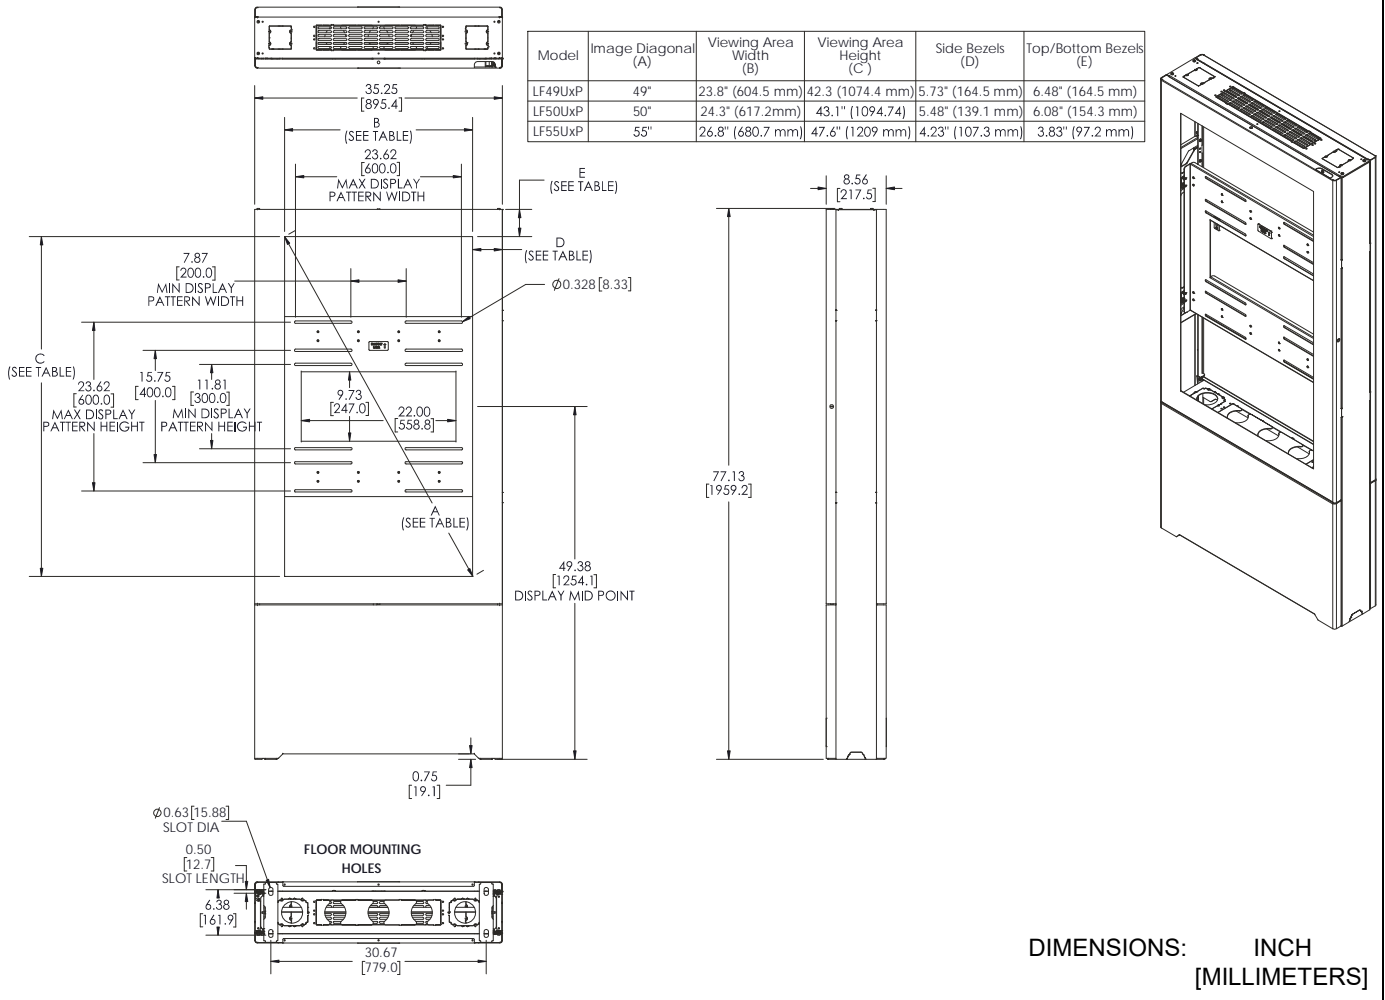 Model Image Diagonal (A) Viewing Area Width (B) Viewing Area Height (C ) Side Bezels (D) Top/Bottom Bezels (E)
LF49UxP 49" 23.8" (604.5 mm) 42.3 (1074.4 mm) 5.73" (164.5 mm) 6.48" (164.5 mm)
LF50UxP 50" 24.3" (617.2mm) 43.1" (1094.74) 5.48" (139.1 mm) 6.08" (154.3 mm)
LF55UxP 55" 26.8" (680.7 mm) 47.6" (1209 mm) 4.23" (107.3 mm) 3.83" (97.2 mm)
35.25
[895.4]
B
(SEE TABLE)
23.62
[600.0]
MAX DISPLAY
PATTERN WIDTH
E
(SEE TABLE)
D
(SEE TABLE)
7.87
[200.0]
MIN DISPLAY
PATTERN WIDTH
Ø0.328 [8.33]
C
(SEE TABLE)
23.62
[600.0]
MAX DISPLAY
PATTERN HEIGHT
15.75
[400.0]
11.81
[300.0]
MIN DISPLAY
PATTERN HEIGHT
9.73
[247.0]
22.00
[558.8]
A
(SEE TABLE)
49.38
[1254.1]
DISPLAY MID POINT
0.75
[19.1]
8.56
[217.5]
77.13
[1959.2]
Ø0.63[15.88]
SLOT DIA
0.50
[12.7]
SLOT LENGTH
6.38
[161.9]
FLOOR MOUNTING
HOLES
30.67
[779.0]
DIMENSIONS: INCH
[MILLIMETERS]